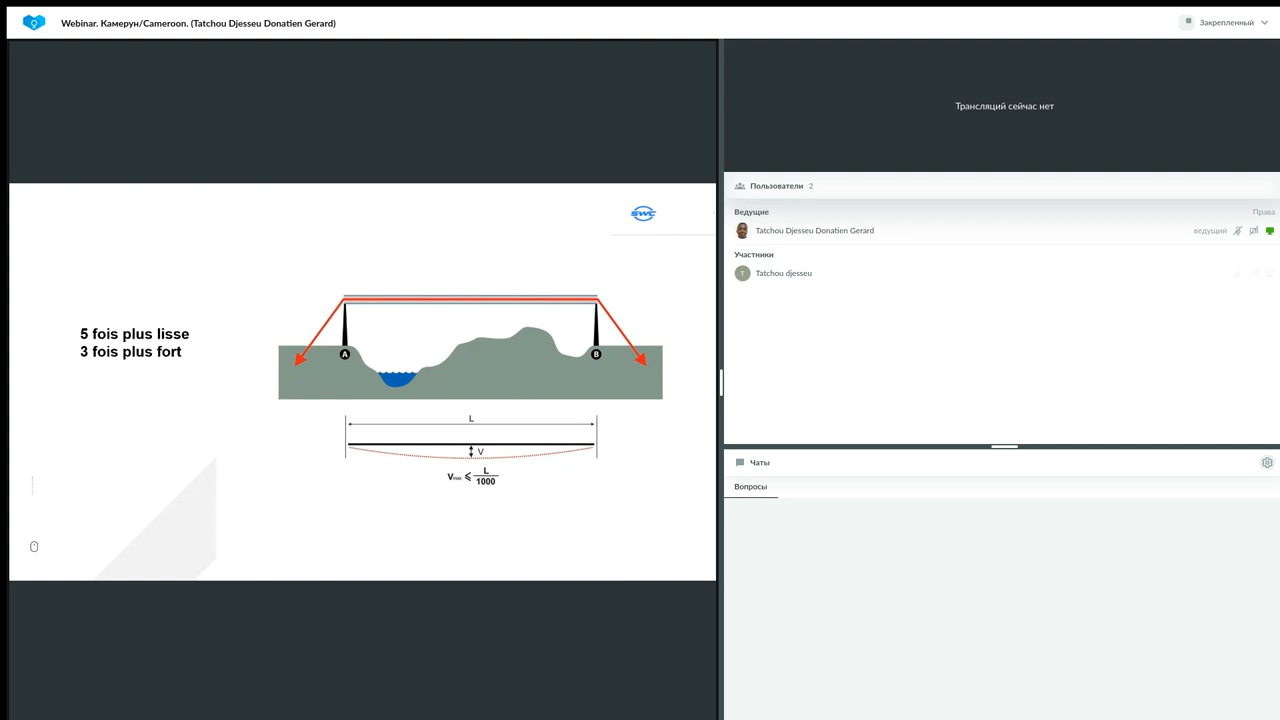 Webinar. Камерун/Cameroon. (Tatchou Djesseu Donatien Gerard)
Закрепленный
SWC
5 fois plus lisse
3 fois plus fort
A
B
L
V
Vmax ⩽ L
1000
Трансляций сейчас нет
Пользователи 2
Ведущие
Права
Tatchou Djesseu Donatien Gerard
ведущий
Участники
T
Tatchou djesseu
Чаты
Вопросы